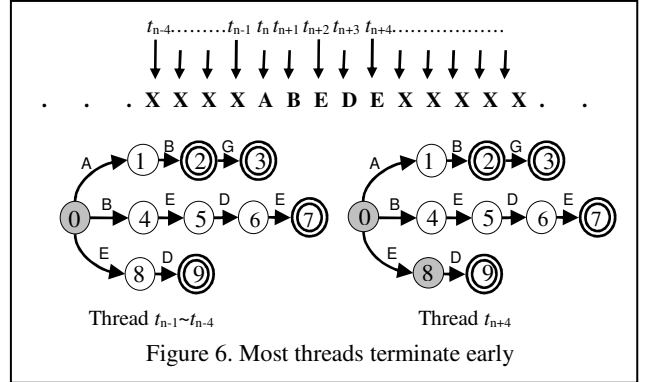 tn-4.........tn-1 tn tn+1 tn+2 tn+3 tn+4...................
. . . X X X X A B E D E X X X X X . .
A B G B G
1 2 3 1 2 3
A
B E D E B E D E
0 4 5 6 7 0 4 5 6 7
E D E D
8 9 8 9
Thread tn-1~tn-4 Thread tn+4
Figure 6. Most threads terminate early